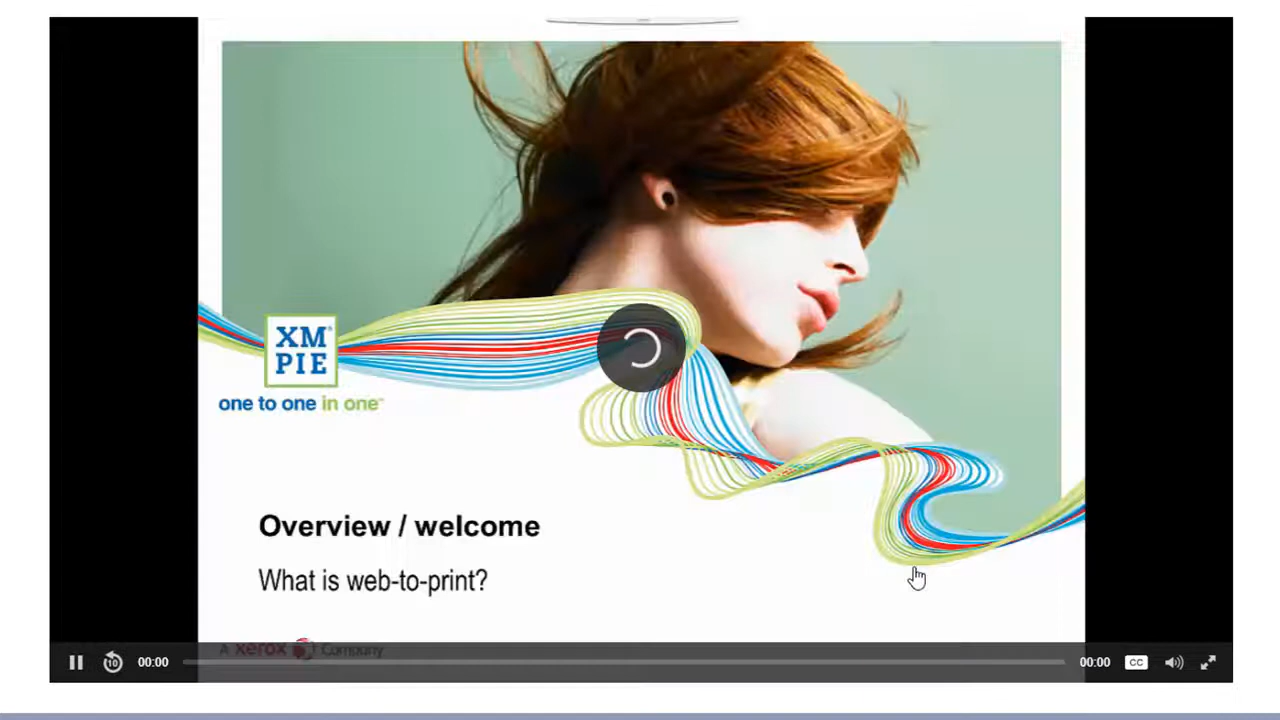 XM
PIE
one to one in one
Overview / welcome
What is web-to-print?
A xerox Company
10
00:00
00:00
CC